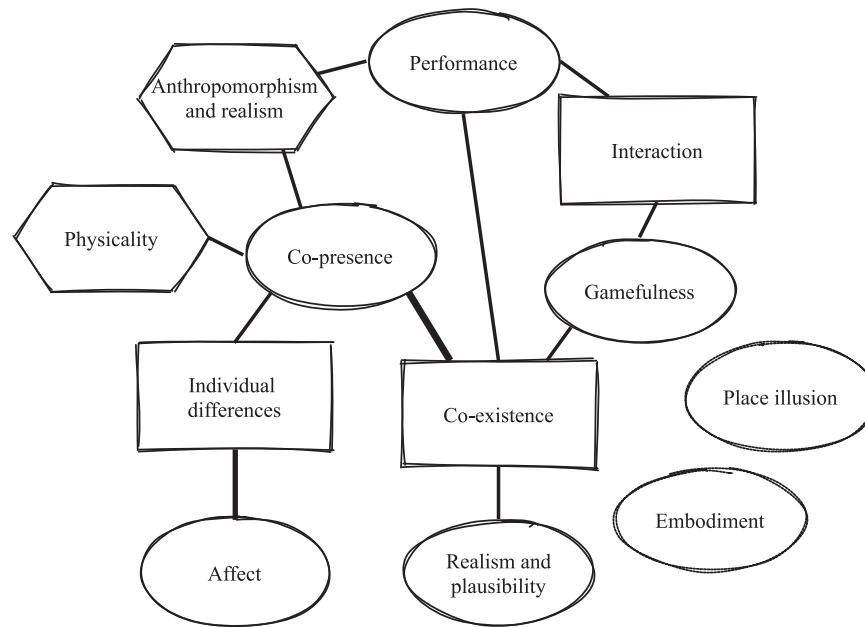 Performance
Anthropomorphism
and realism
Interaction
Physicality
Co-presence
Gamefulness
Individual
differences
Co-existence
Place illusion
Embodiment
Affect
Realism and
plausibility